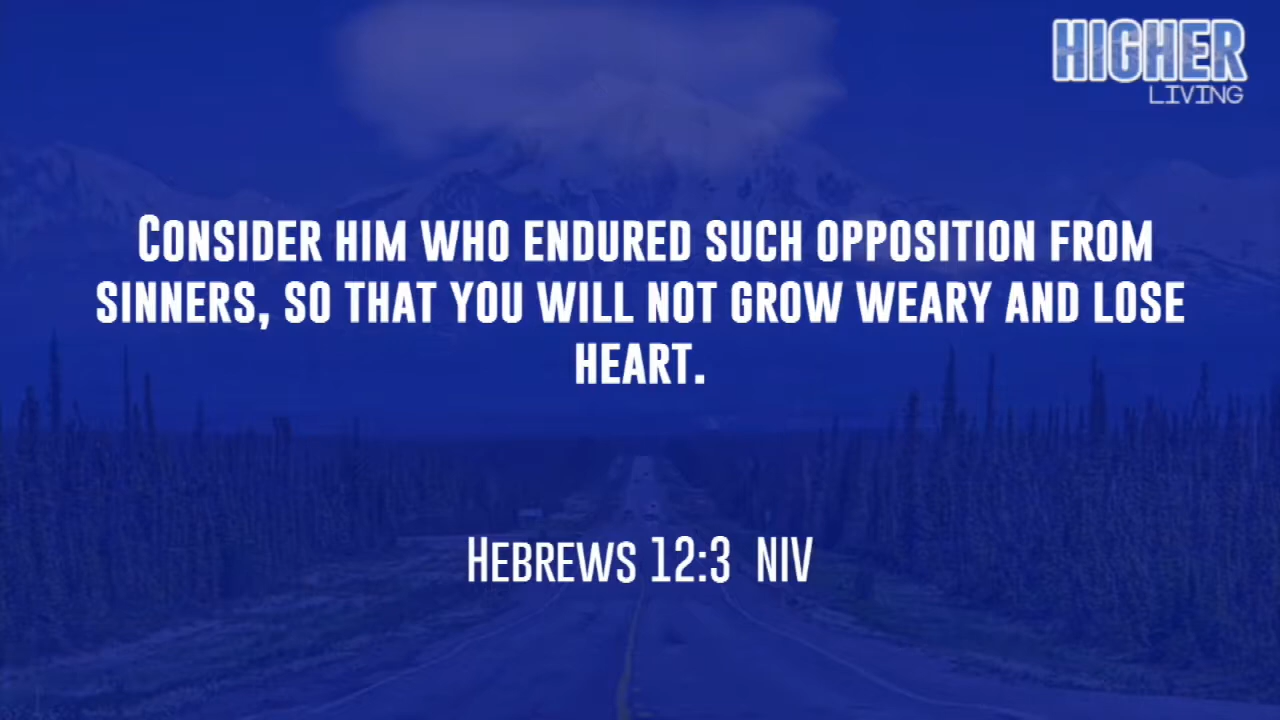 HIGHER
LIVING
CONSIDER HIM WHO ENDURED SUCH OPPOSITION FROM
SINNERS, SO THAT YOU WILL NOT GROW WEARY AND LOSE
HEART.
HEBREWS 12:3 NIV